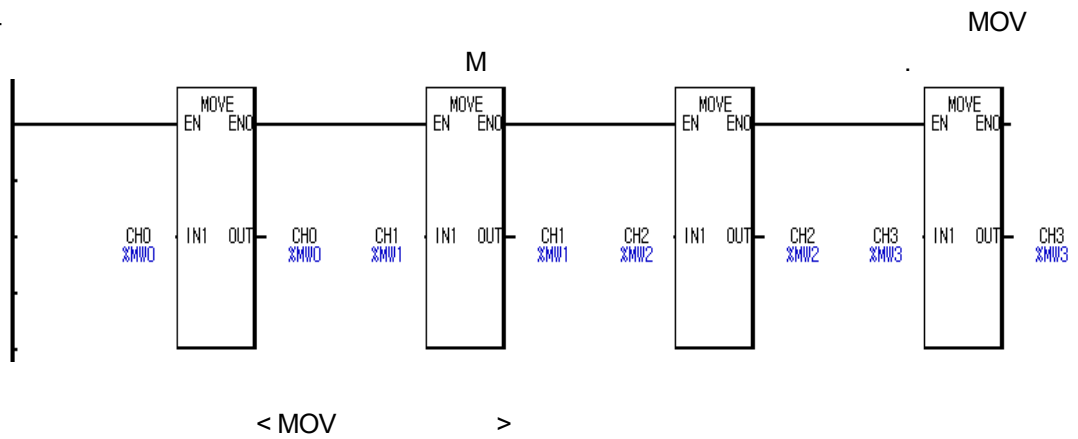 MOV
M .
MOVE MOVE MOVE MOVE
EN ENO EN ENO EN ENO EN ENO
CH0 IN1 OUT CH0 CH1 IN1 OUT CH1 CH2 IN1 OUT CH2 CH3 IN1 OUT CH3
%MW0 %MW0 %MW1 %MW1 %MW2 %MW2 %MW3 %MW3
< MOV >